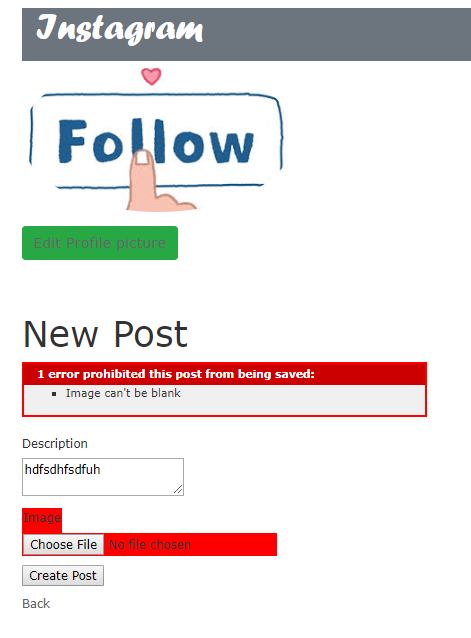 Instagram
Follow
Edit Profile picture
New Post
1 error prohibited this post from being saved:
Image can't be blank
Description
hdfsdhfsdfuh
Image
Choose File No file chosen
Create Post
Back